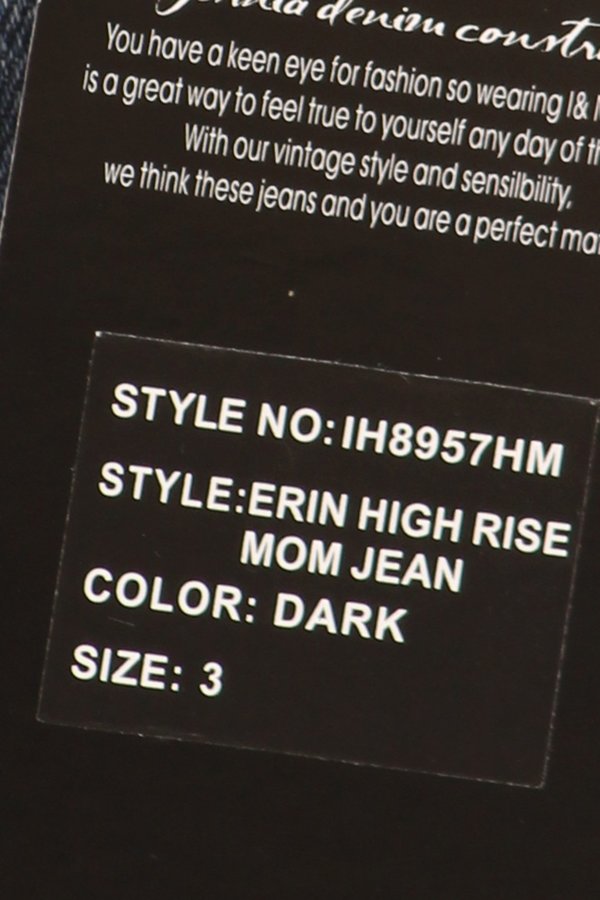 denim
You have a keen eye for fashion so wearing I&
is a great way to feel true to yourself any day of
With our vintage style and sensilbility,
we think these jeans and you are a perfect
STYLE NO:IH8957HM
STYLE:ERIN HIGH RISE
MOM JEAN
COLOR: DARK
SIZE: 3